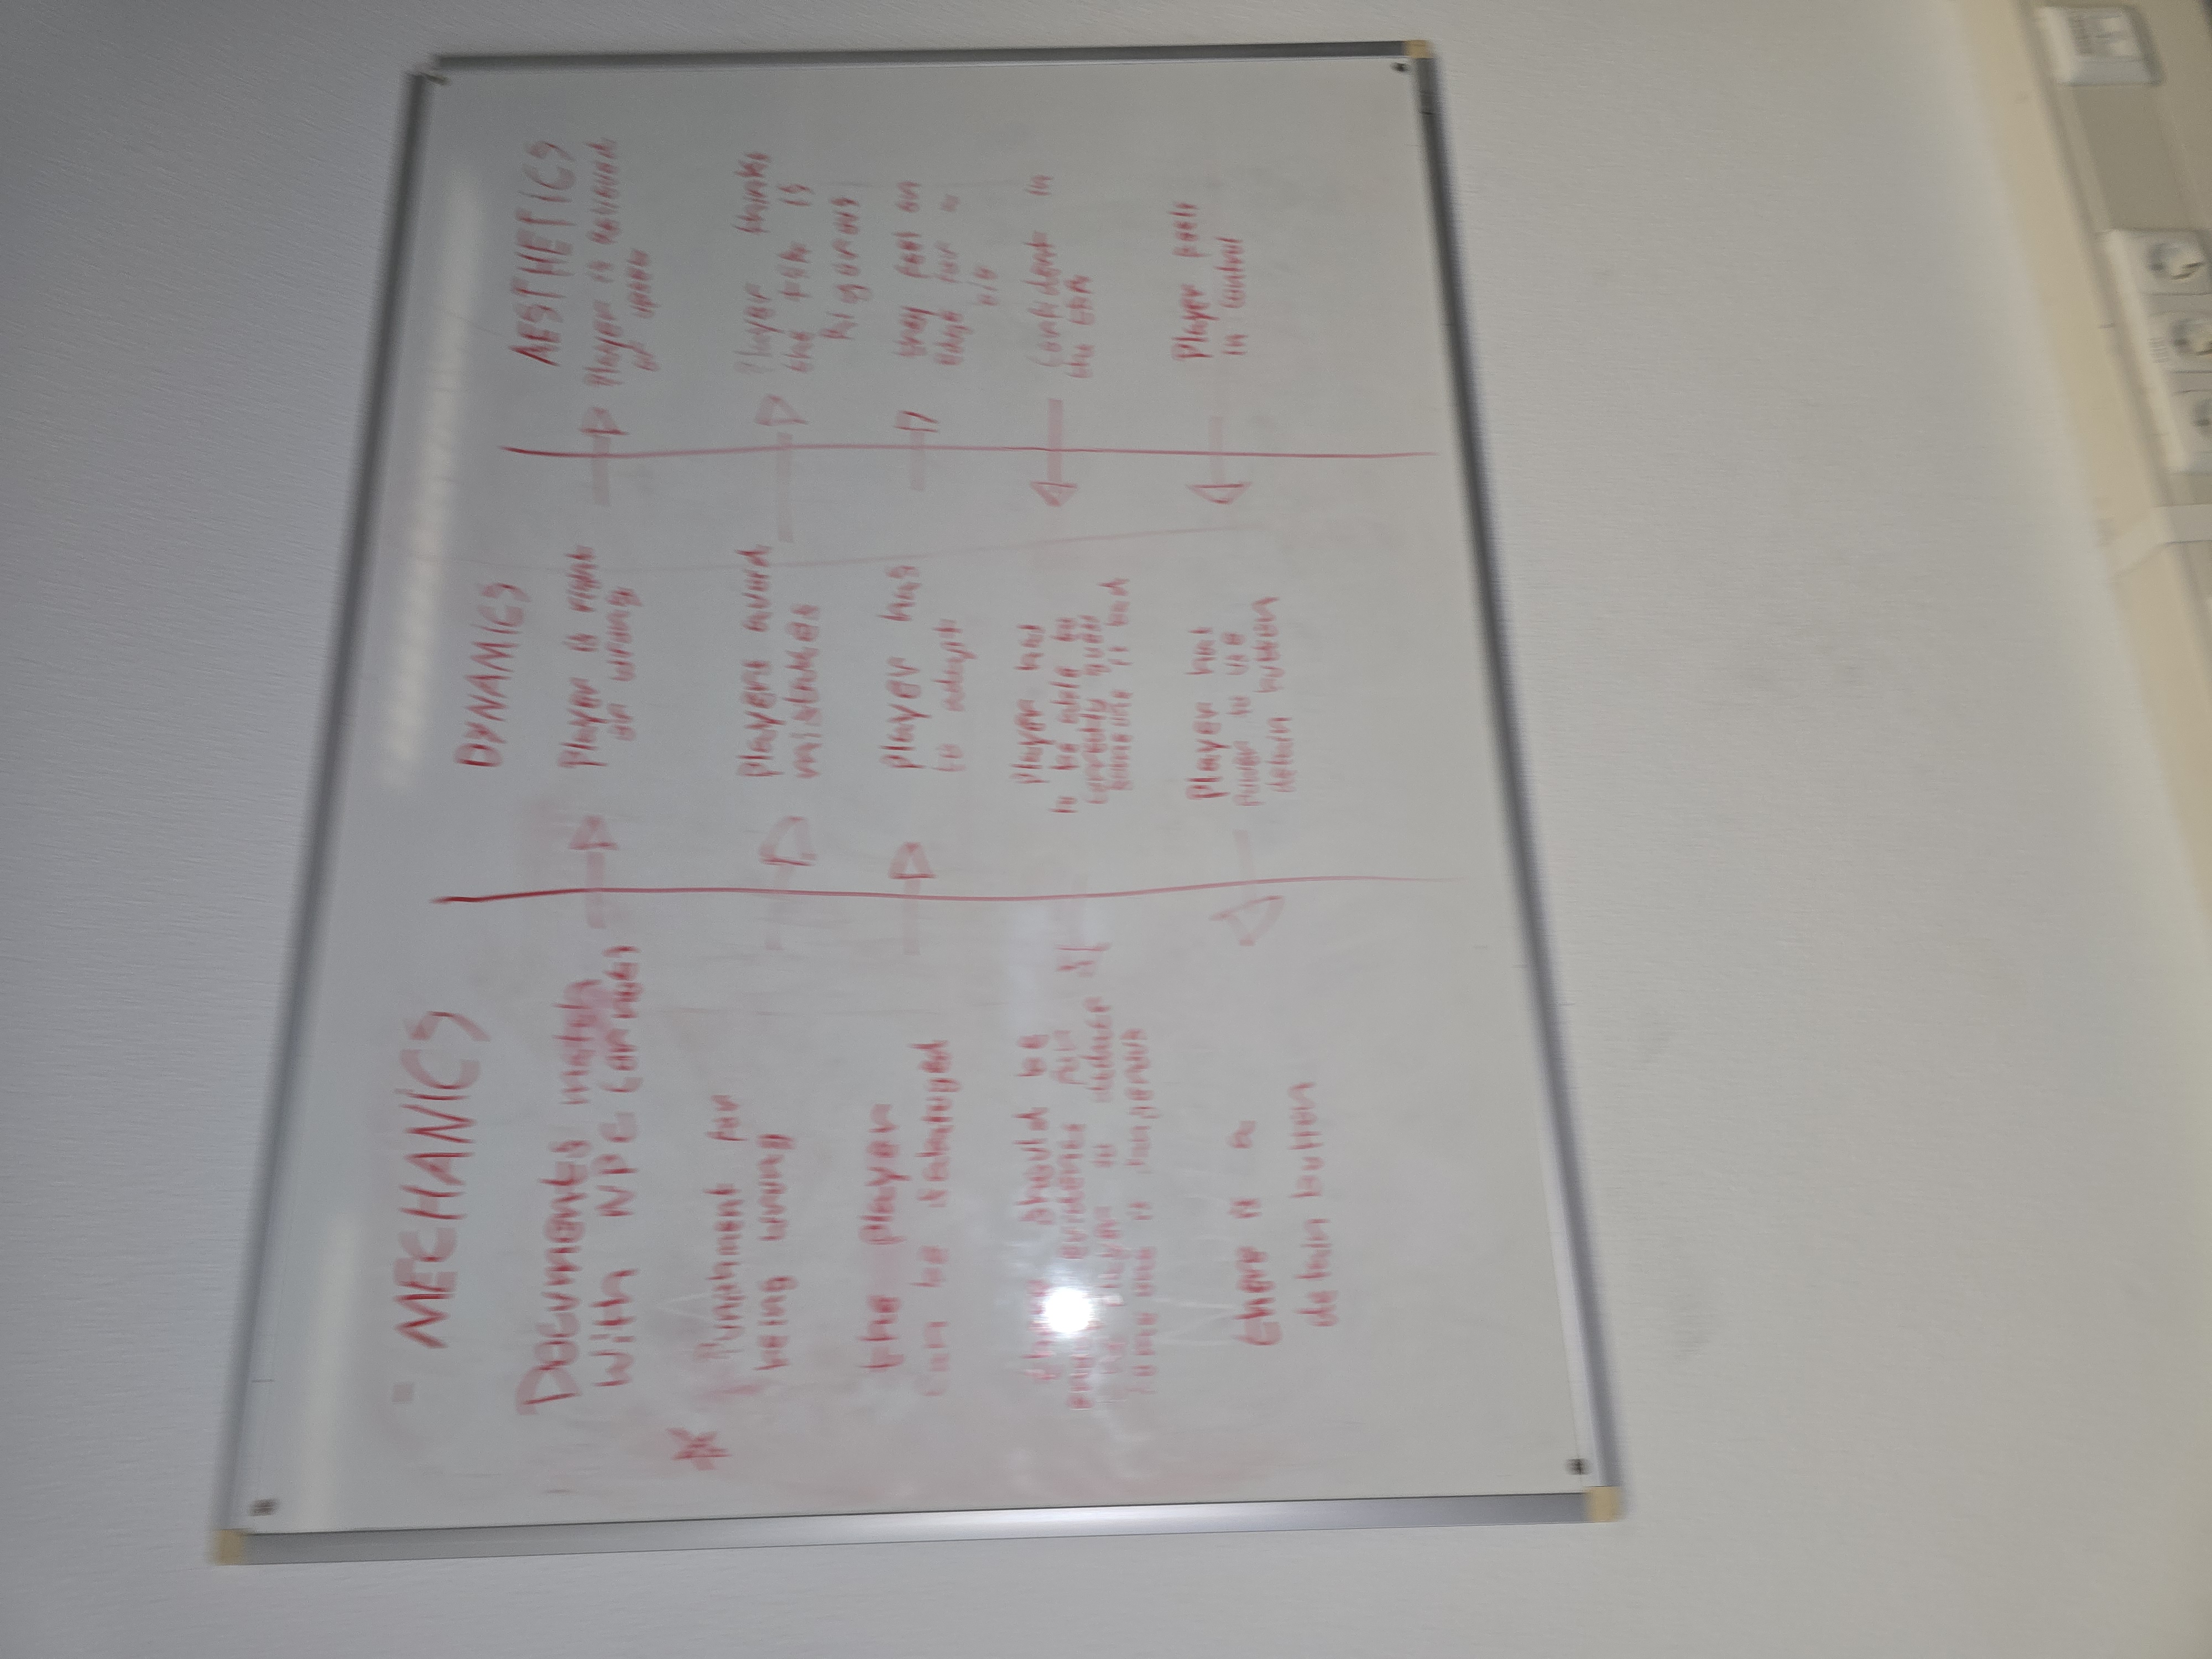 MECHANICS
Documents match
with NPC (or not)
Punishment for
being wrong
the player
can be sabotaged
there should be
enough evidence for
the player to deduce
someone is dangerous
there is a
detain button
DYNAMICS
Player is right
or wrong
Players avoid
mistakes
player has
to adapt
Player has
to be able to
correctly guess
someone is bad
Player has
power to use
detain button
AESTHETICS
Player is relieved
or upset
Player thinks
the is
Rigorous
they feel on
edge for a
bit
Confident in
the
Player feels
in control